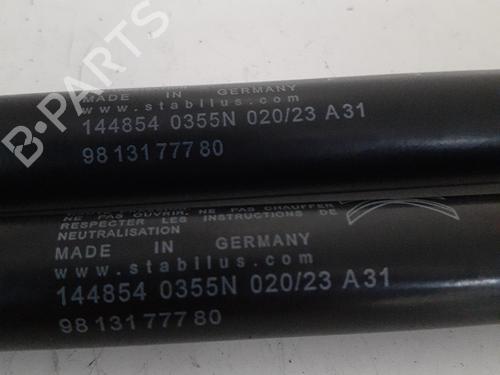 MADE IN GERMANY
www.stabilus.com
144854 0355N 020/23 A31
98 131 777 80
NE PAS OUVRIR. NE PAS CHAUFFER
RESPECTER LES INSTRUCTIONS DE
NEUTRALISATION
MADE IN GERMANY
www.stabilus.com
144854 0355N 020/23 A31
98 131 777 80
B-PARTS